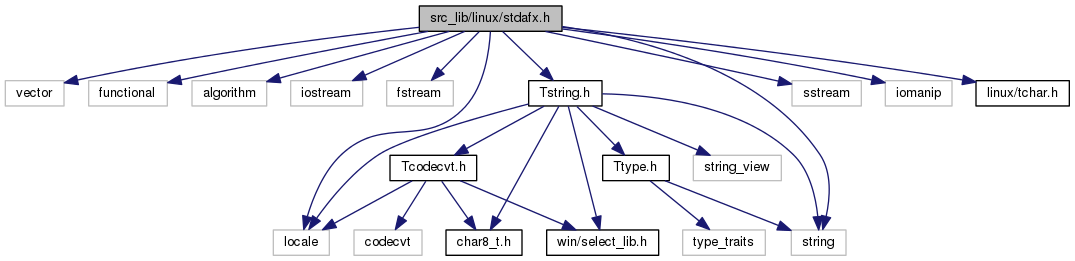 src_lib/linux/stdafx.h
vector
functional
algorithm
iostream
fstream
Tstring.h
sstream
iomanip
linux/tchar.h
Tcodecvt.h
Ttype.h
string_view
locale
codecvt
char8_t.h
win/select_lib.h
type_traits
string